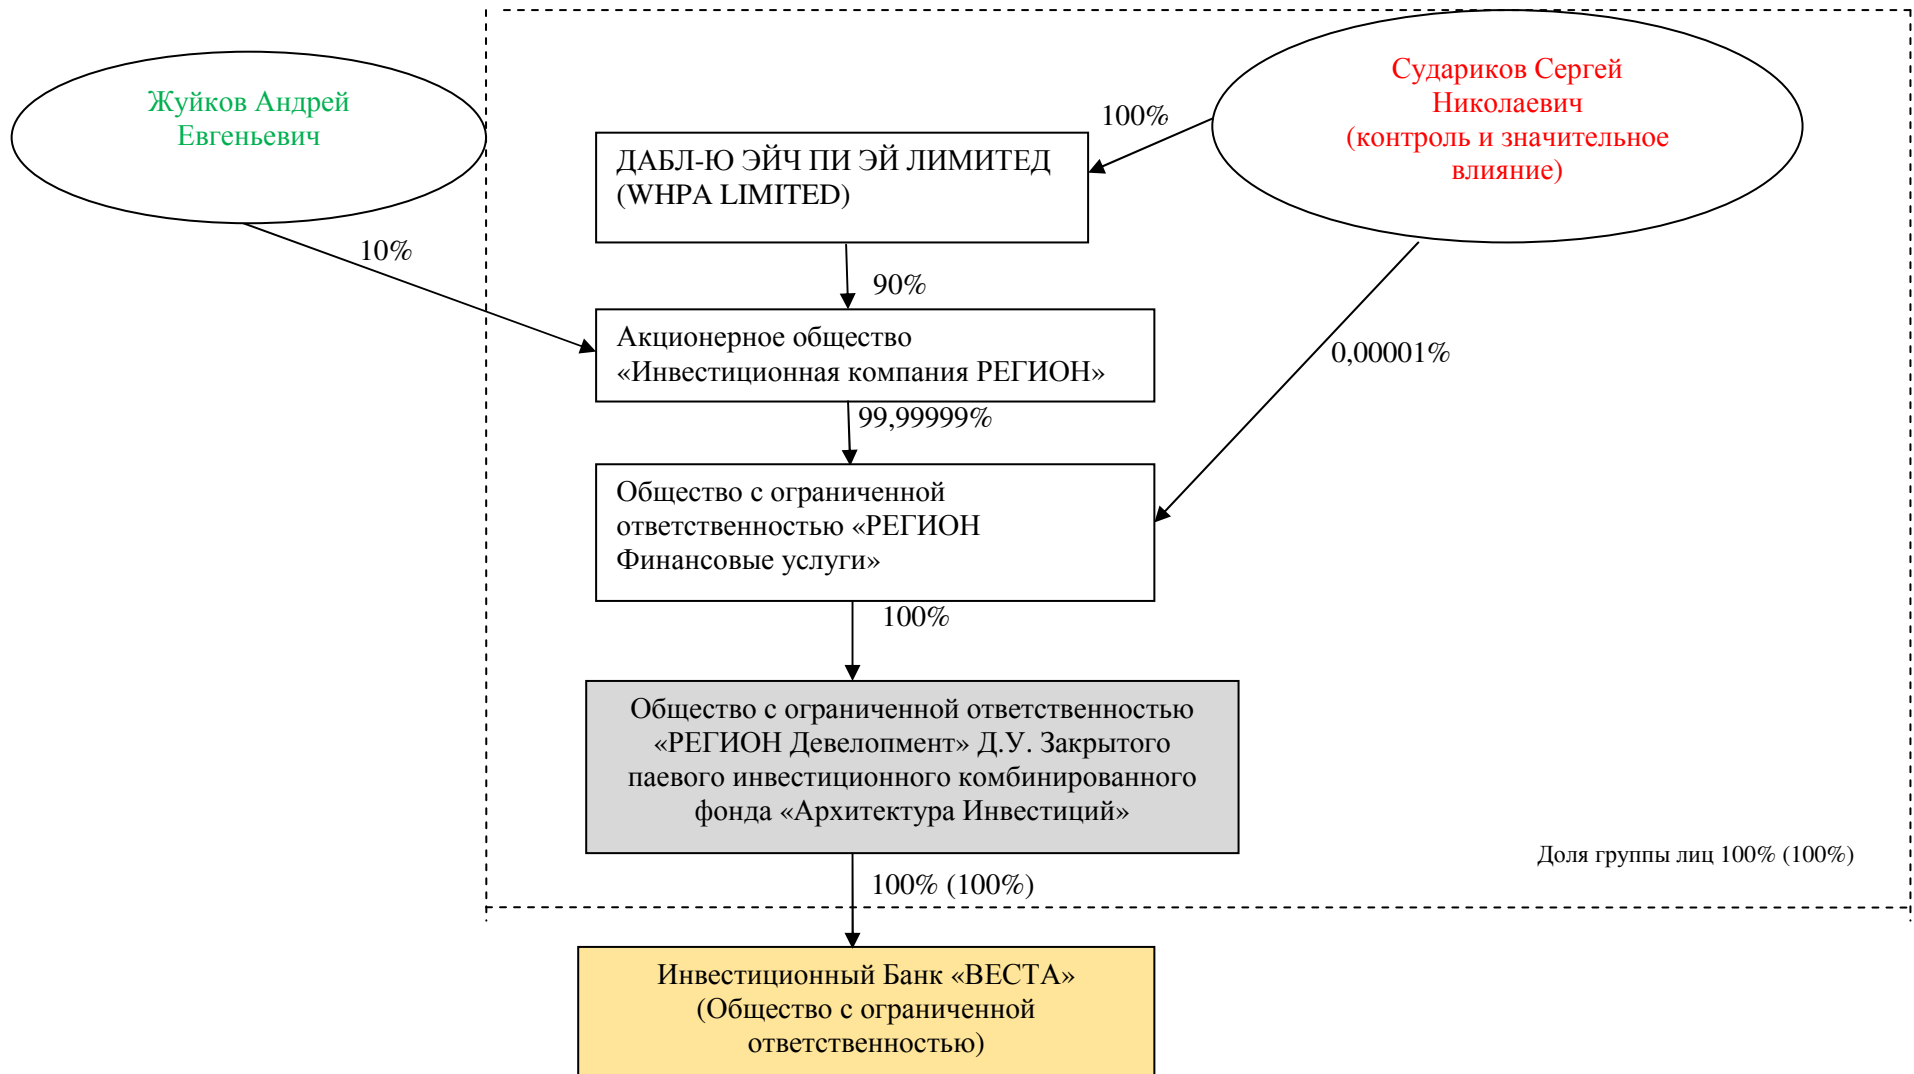 Жуйков Андрей
Евгеньевич
Судариков Сергей
Николаевич
(контроль и значительное
влияние)
100%
ДАБЛ-Ю ЭЙЧ ПИ ЭЙ ЛИМИТЕД
(WHPA LIMITED)
10%
90%
Акционерное общество
«Инвестиционная компания РЕГИОН»
0,00001%
99,99999%
Общество с ограниченной
ответственностью «РЕГИОН
Финансовые услуги»
100%
Общество с ограниченной ответственностью
«РЕГИОН Девелопмент» Д.У. Закрытого
паевого инвестиционного комбинированного
фонда «Архитектура Инвестиций»
Доля группы лиц 100% (100%)
100% (100%)
Инвестиционный Банк «ВЕСТА»
(Общество с ограниченной
ответственностью)